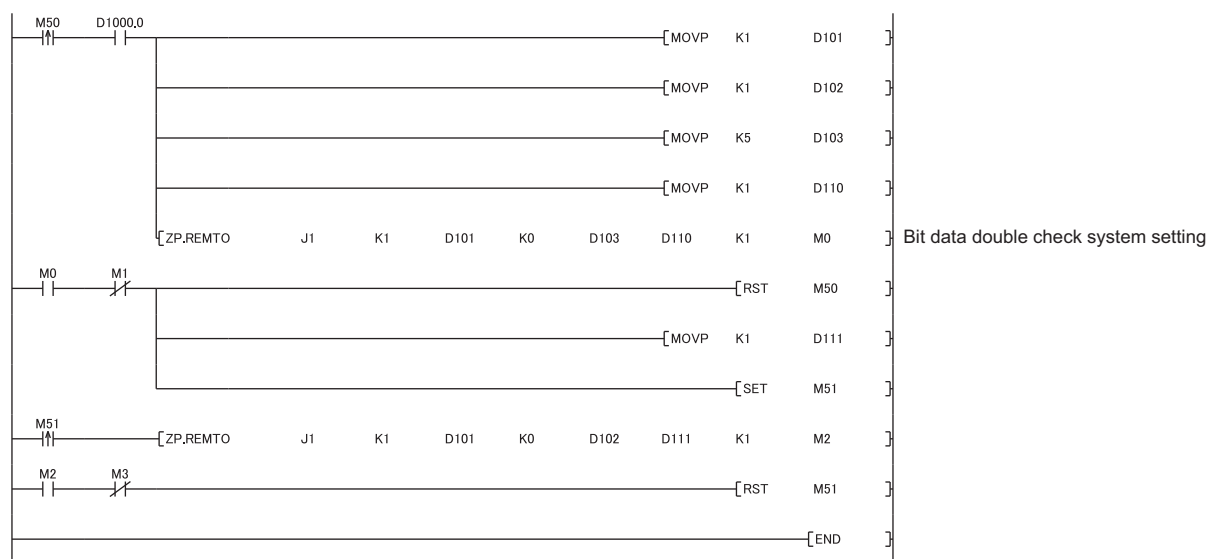 M50 D1000.0
MOVP K1 D101
MOVP K1 D102
MOVP K5 D103
MOVP K1 D110
ZP.REMTO J1 K1 D101 K0 D103 D110 K1 M0 Bit data double check system setting
M0 M1
RST M50
MOVP K1 D111
SET M51
M51
ZP.REMTO J1 K1 D101 K0 D102 D111 K1 M2
M2 M3
RST M51
END